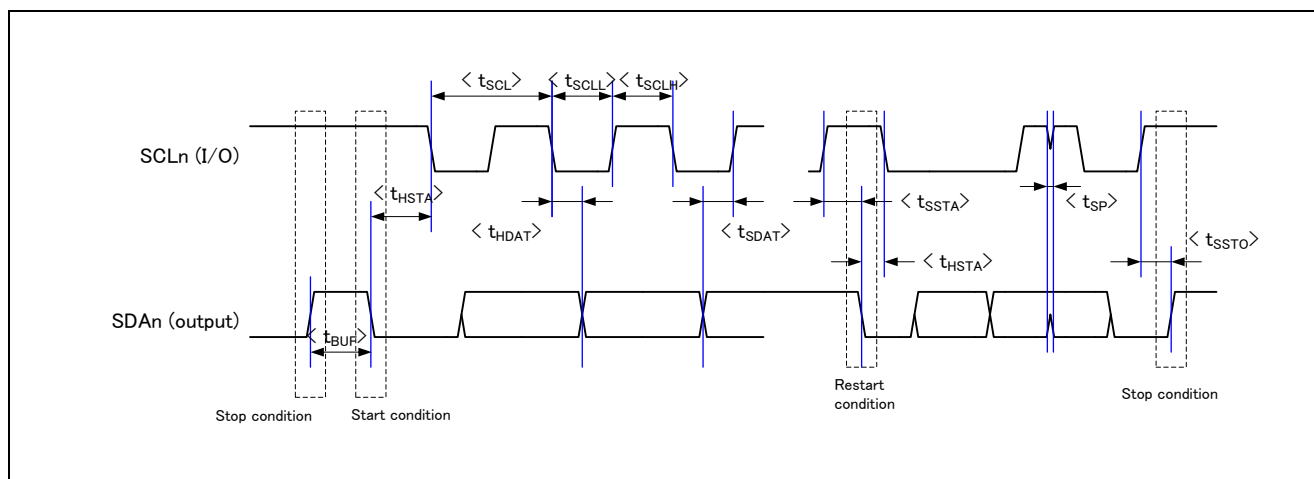 < tSCL>
< tSCLL>
< tSCLH>
SCLn (I/O)
< tHSTA>
< tSSTA>
< tSP>
< tHDAT>
< tSDAT>
< tSSTO>
< tHSTA>
SDAn (output)
< tBUF>
Stop condition
Start condition
Restart
condition
Stop condition